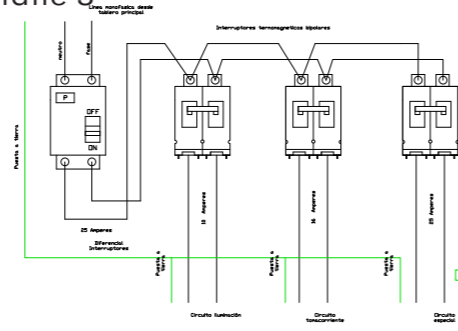 Linea monofasica desde
tablero principal
neutro
fase
Interruptores termomagneticos bipolares
P
OFF
ON
Puesta a tierra
25 Amperes
Diferencial
Interruptores
10 Amperes
16 Amperes
25 Amperes
Puesta a
tierra
Puesta a
tierra
Puesta a
tierra
Circuito iluminación
Circuito
tomacorriente
Circuito
especial